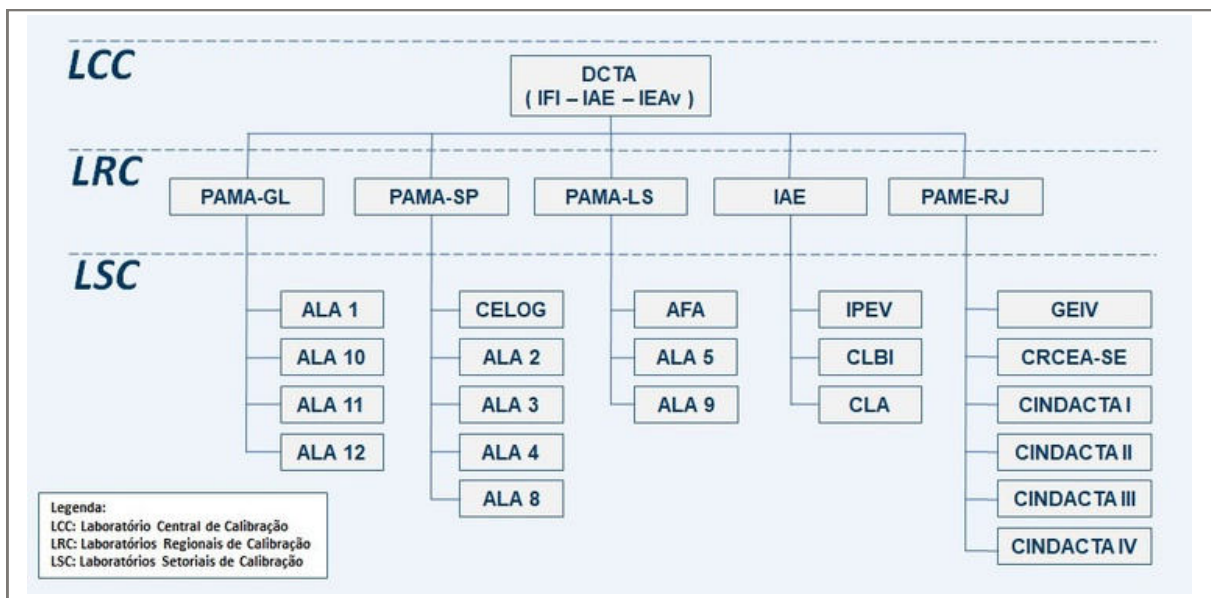 LCC
DCTA
( IFI – IAE – IEAv )
LRC
PAMA-GL
PAMA-SP
PAMA-LS
IAE
PAME-RJ
LSC
ALA 1
ALA 10
ALA 11
ALA 12
CELOG
ALA 2
ALA 3
ALA 4
ALA 8
AFA
ALA 5
ALA 9
IPEV
CLBI
CLA
GEIV
CRCEA-SE
CINDACTA I
CINDACTA II
CINDACTA III
CINDACTA IV
Legenda:
LCC: Laboratório Central de Calibração
LRC: Laboratórios Regionais de Calibração
LSC: Laboratórios Setoriais de Calibração